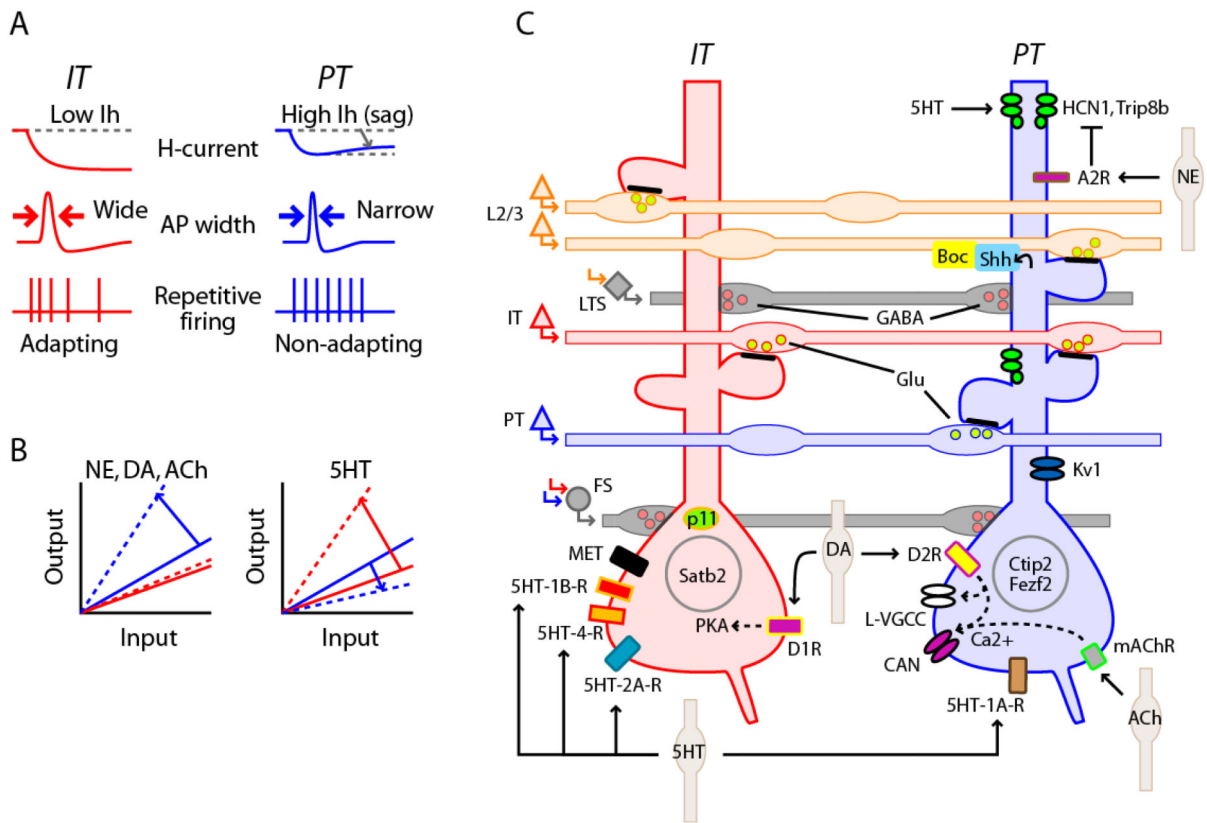 A
IT
PT
Low Ih
High Ih (sag)
H-current
Wide
AP width
Narrow
Repetitive
firing
Adapting
Non-adapting
B
NE, DA, ACh
5HT
Output
Input
Output
Input
C
IT
PT
5HT
HCN1, Trip8b
A2R
NE
L2/3
Boc
Shh
LTS
GABA
IT
Glu
PT
Kv1
FS
p11
DA
D2R
MET
Satb2
Ctip2
Fezf2
5HT-1B-R
L-VGCC
PKA
5HT-4-R
D1R
Ca2+
mAChR
CAN
5HT-2A-R
5HT-1A-R
ACh
5HT